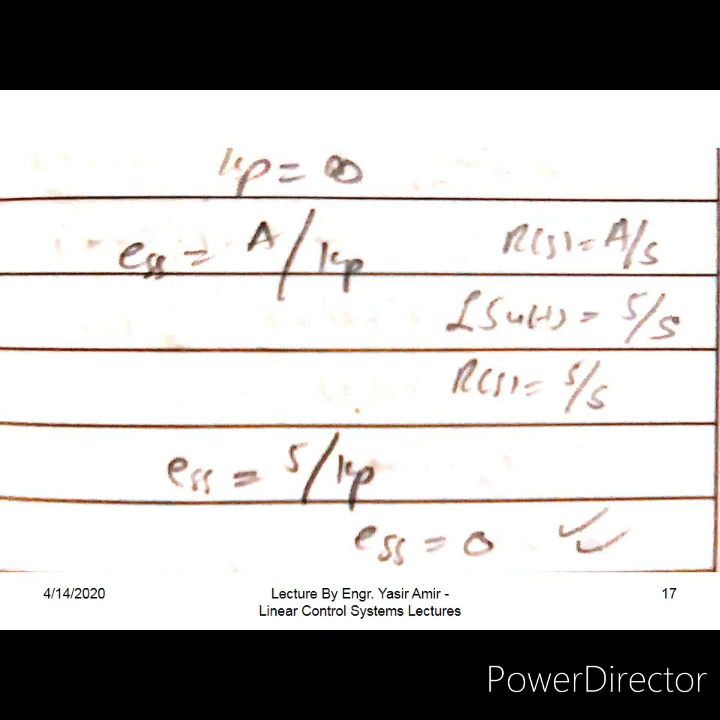 kp = ∞
ess = A/kp
R(s) = A/s
L5u(t) = 5/s
R(s) = 5/s
ess = 5/kp
ess = 0 ✓✓
4/14/2020
Lecture By Engr. Yasir Amir -
Linear Control Systems Lectures
17
PowerDirector